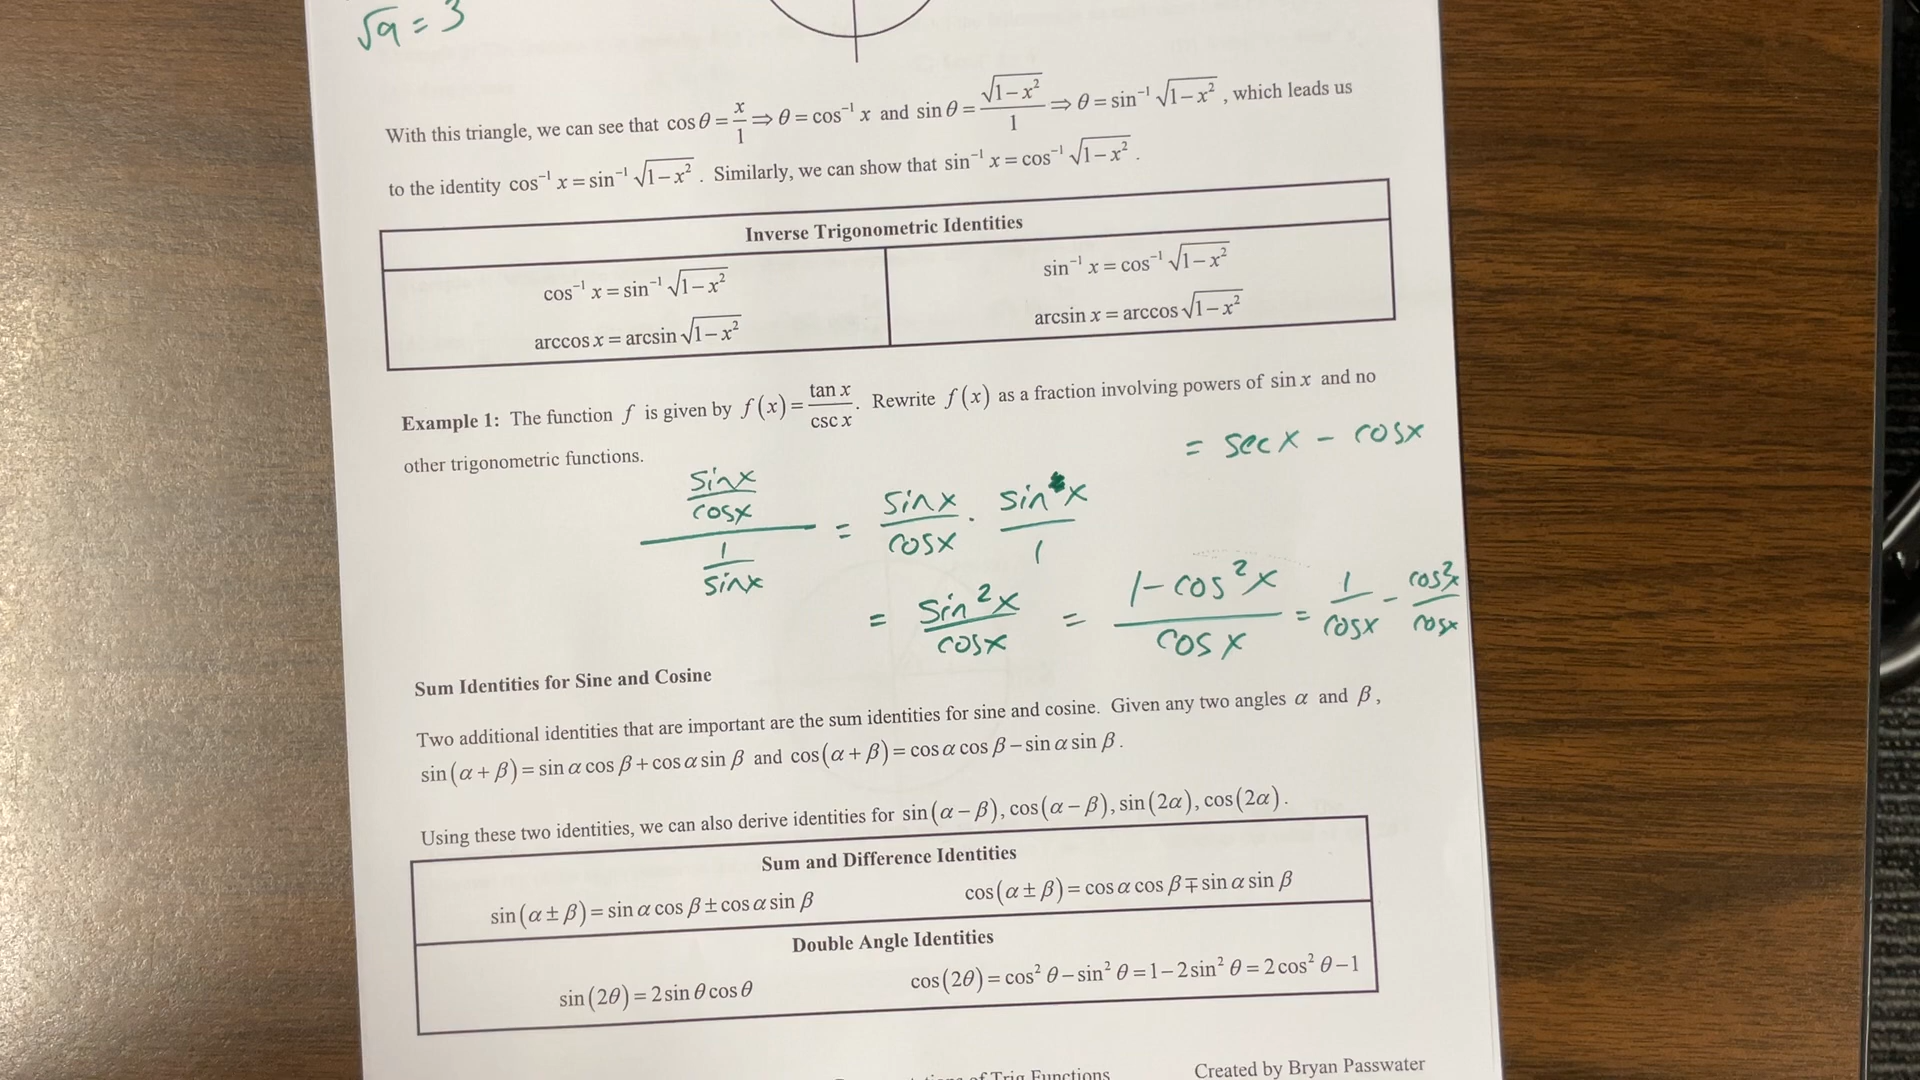 √9 = 3
With this triangle, we can see that cos θ = x/1 ⇒ θ = cos⁻¹ x and sin θ = √(1−x²)/1 ⇒ θ = sin⁻¹ √(1−x²), which leads us
to the identity cos⁻¹ x = sin⁻¹ √(1−x²). Similarly, we can show that sin⁻¹ x = cos⁻¹ √(1−x²).
Inverse Trigonometric Identities
cos⁻¹ x = sin⁻¹ √(1−x²)
arccos x = arcsin √(1−x²)
sin⁻¹ x = cos⁻¹ √(1−x²)
arcsin x = arccos √(1−x²)
Example 1: The function f is given by f(x) = tan x / csc x. Rewrite f(x) as a fraction involving powers of sin x and no
other trigonometric functions.
= sec x − cos x
(sin x / cos x) / (1 / sin x) = sin x / cos x · sin x / 1
= sin² x / cos x = (1 − cos² x) / cos x = 1 / cos x − cos² x / cos x
Sum Identities for Sine and Cosine
Two additional identities that are important are the sum identities for sine and cosine. Given any two angles α and β,
sin(α + β) = sin α cos β + cos α sin β and cos(α + β) = cos α cos β − sin α sin β.
Using these two identities, we can also derive identities for sin(α − β), cos(α − β), sin(2α), cos(2α).
Sum and Difference Identities
sin(α ± β) = sin α cos β ± cos α sin β
cos(α ± β) = cos α cos β ∓ sin α sin β
Double Angle Identities
sin(2θ) = 2 sin θ cos θ
cos(2θ) = cos² θ − sin² θ = 1 − 2 sin² θ = 2 cos² θ − 1
of Trig Functions
Created by Bryan Passwater